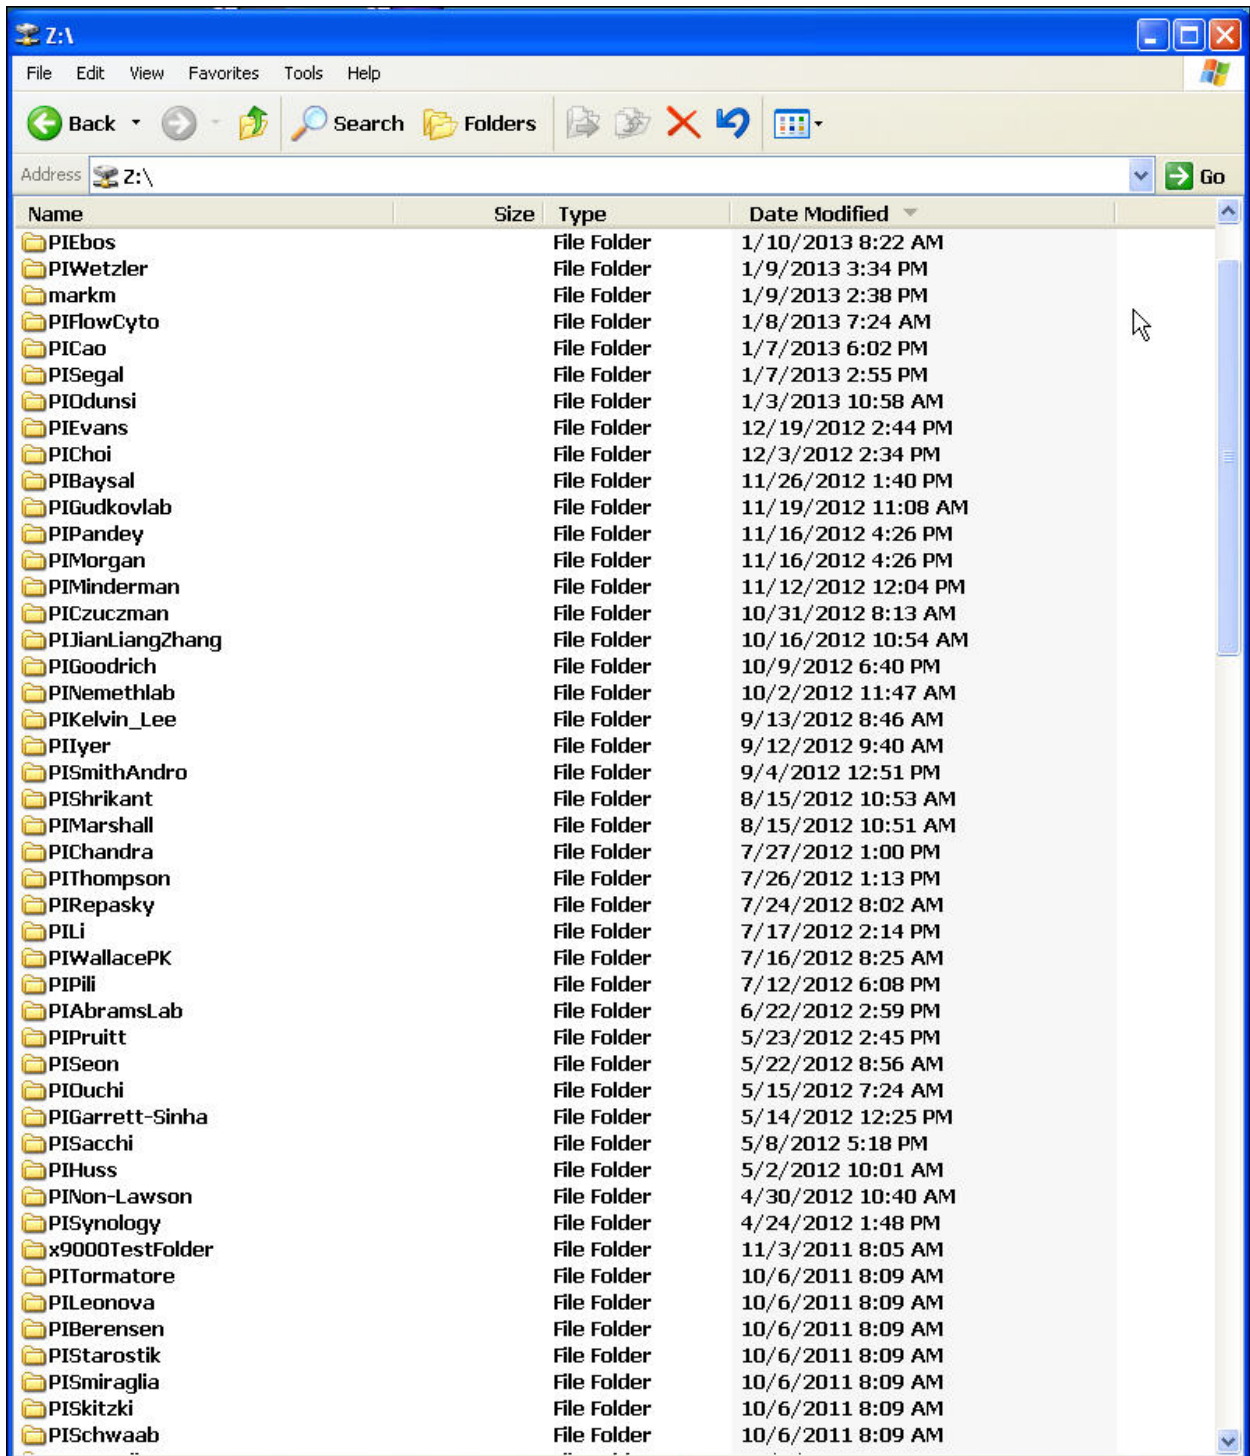 Z:\
File Edit View Favorites Tools Help
Back Search Folders
Address Z:\ Go
Name Size Type Date Modified
PIEbos File Folder 1/10/2013 8:22 AM
PIWetzler File Folder 1/9/2013 3:34 PM
markm File Folder 1/9/2013 2:38 PM
PIFlowCyto File Folder 1/8/2013 7:24 AM
PICao File Folder 1/7/2013 6:02 PM
PISegal File Folder 1/7/2013 2:55 PM
PIOdunsi File Folder 1/3/2013 10:58 AM
PIEvans File Folder 12/19/2012 2:44 PM
PIChoi File Folder 12/3/2012 2:34 PM
PIBaysal File Folder 11/26/2012 1:40 PM
PIGudkovlab File Folder 11/19/2012 11:08 AM
PIPandey File Folder 11/16/2012 4:26 PM
PIMorgan File Folder 11/16/2012 4:26 PM
PIMinderman File Folder 11/12/2012 12:04 PM
PICzuczman File Folder 10/31/2012 8:13 AM
PIJianLiangZhang File Folder 10/16/2012 10:54 AM
PIGoodrich File Folder 10/9/2012 6:40 PM
PINemethlab File Folder 10/2/2012 11:47 AM
PIKelvin_Lee File Folder 9/13/2012 8:46 AM
PIIyer File Folder 9/12/2012 9:40 AM
PISmithAndro File Folder 9/4/2012 12:51 PM
PIShrikant File Folder 8/15/2012 10:53 AM
PIMarshall File Folder 8/15/2012 10:51 AM
PIChandra File Folder 7/27/2012 1:00 PM
PIThompson File Folder 7/26/2012 1:13 PM
PIRepasky File Folder 7/24/2012 8:02 AM
PILi File Folder 7/17/2012 2:14 PM
PIWallacePK File Folder 7/16/2012 8:25 AM
PIPili File Folder 7/12/2012 6:08 PM
PIAbramsLab File Folder 6/22/2012 2:59 PM
PIPruitt File Folder 5/23/2012 2:45 PM
PISeon File Folder 5/22/2012 8:56 AM
PIOuchi File Folder 5/15/2012 7:24 AM
PIGarrett-Sinha File Folder 5/14/2012 12:25 PM
PISacchi File Folder 5/8/2012 5:18 PM
PIHuss File Folder 5/2/2012 10:01 AM
PINon-Lawson File Folder 4/30/2012 10:40 AM
PISynology File Folder 4/24/2012 1:48 PM
x9000TestFolder File Folder 11/3/2011 8:05 AM
PITormatore File Folder 10/6/2011 8:09 AM
PILeonova File Folder 10/6/2011 8:09 AM
PIBerensen File Folder 10/6/2011 8:09 AM
PIStarostik File Folder 10/6/2011 8:09 AM
PISmiraglia File Folder 10/6/2011 8:09 AM
PISkitzki File Folder 10/6/2011 8:09 AM
PISchwaab File Folder 10/6/2011 8:09 AM